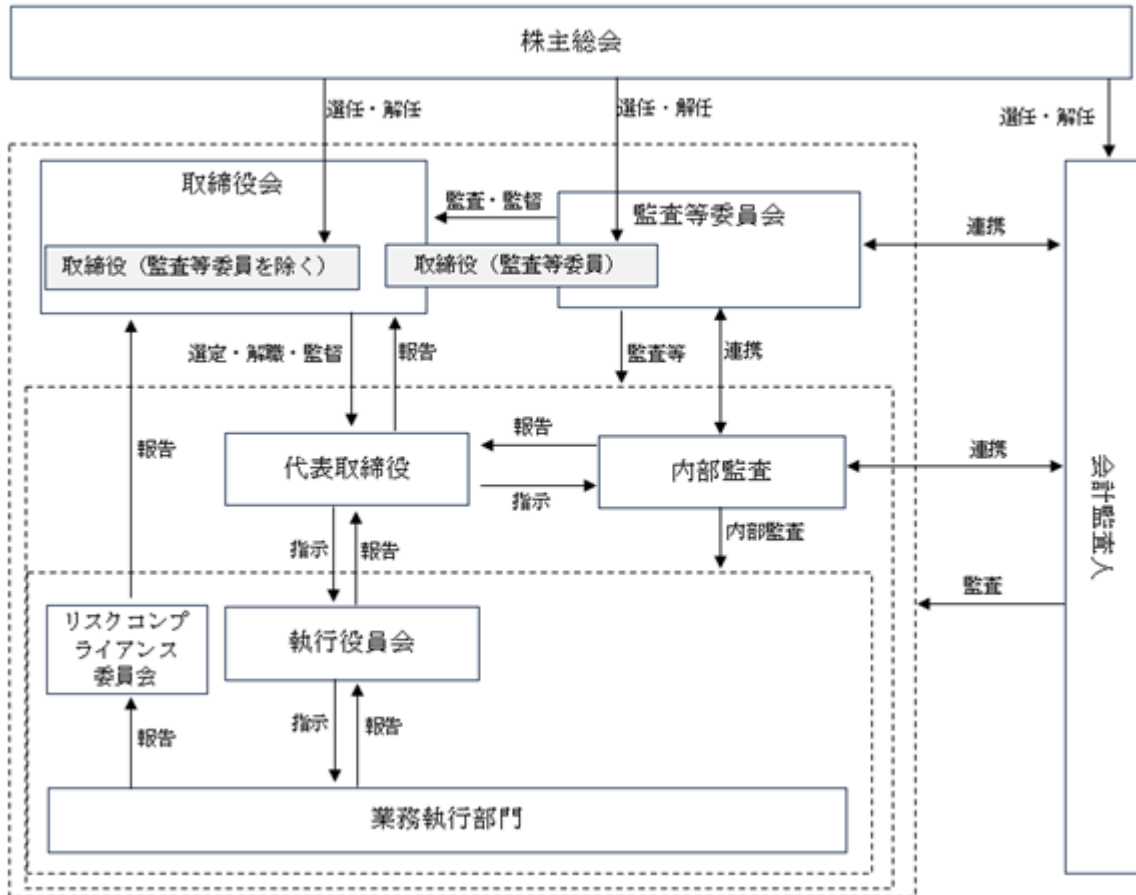 株主総会
選任・解任
選任・解任
選任・解任
取締役会
監査・監督
監査等委員会
連携
取締役（監査等委員を除く）
取締役（監査等委員）
選定・解職・監督
報告
監査等
連携
報告
代表取締役
報告
指示
内部監査
連携
会計監査人
指示
報告
内部監査
監査
リスクコンプ
ライアンス
委員会
執行役員会
報告
指示
報告
業務執行部門